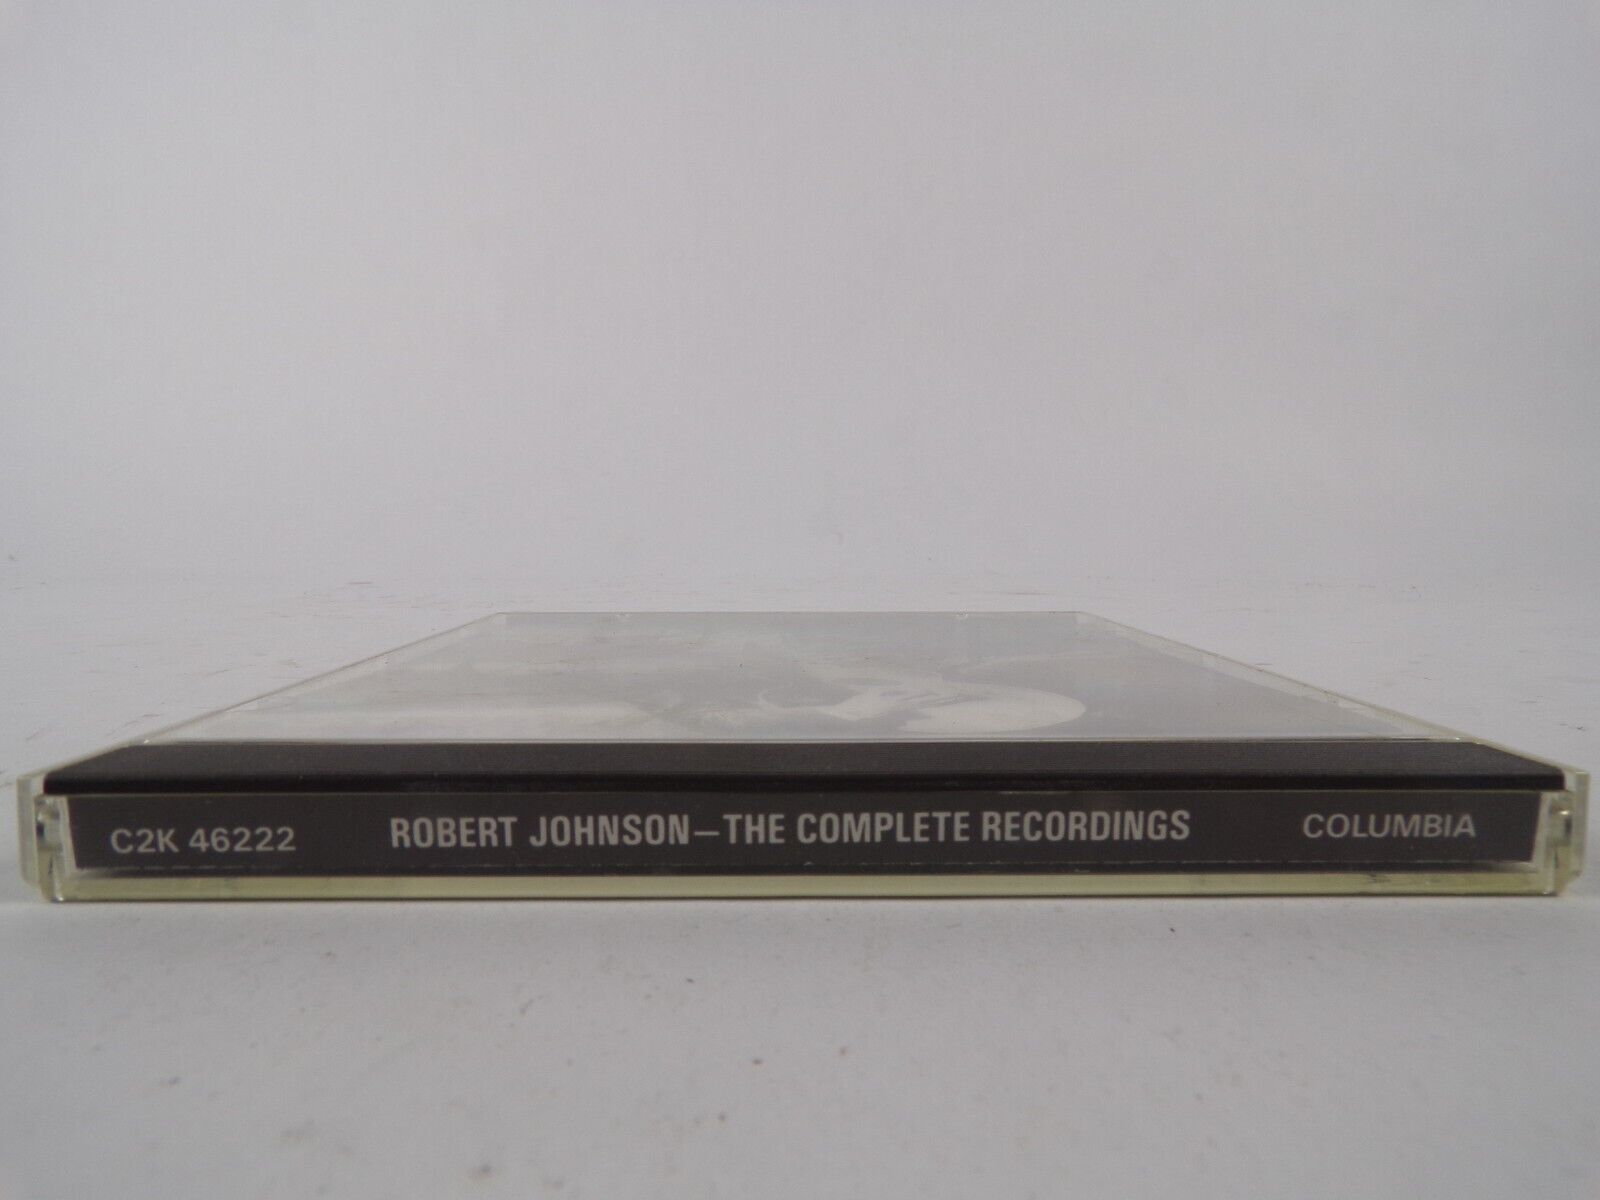 C2K 46222 ROBERT JOHNSON—THE COMPLETE RECORDINGS COLUMBIA